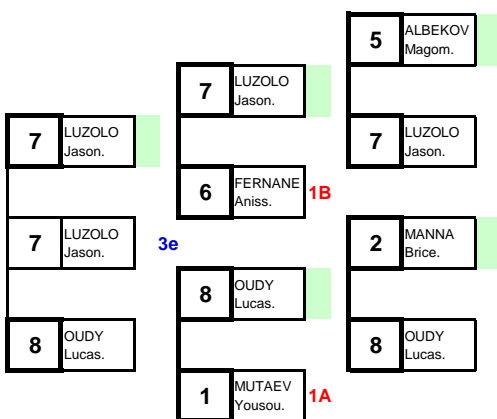 5 ALBEKOV
Magom.
7 LUZOLO
Jason.
7 LUZOLO
Jason.
7 LUZOLO
Jason.
6 FERNANE 1B
Aniss.
7 LUZOLO
Jason.
3e
2 MANNA
Brice.
8 OUDY
Lucas.
8 OUDY
Lucas.
8 OUDY
Lucas.
1 MUTAEV 1A
Yousou.